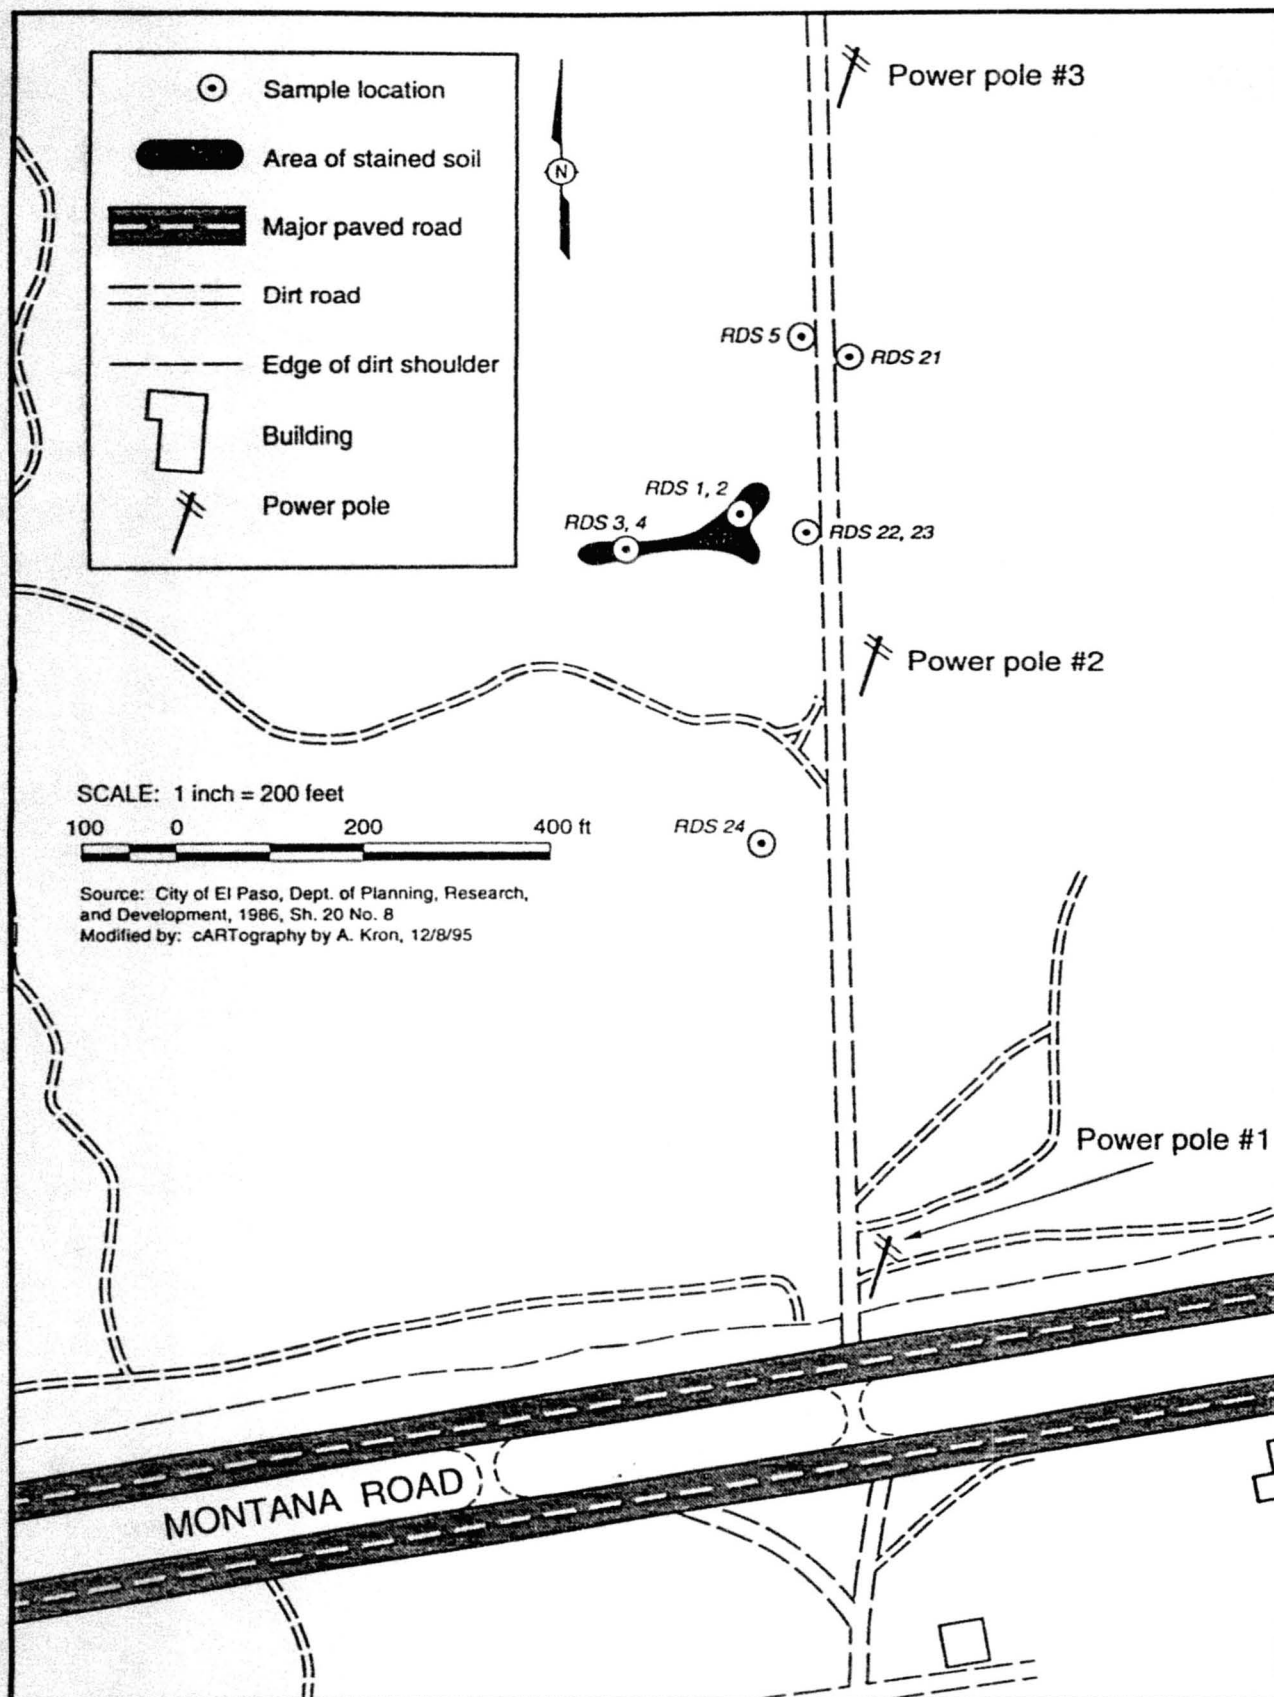 Sample location
Area of stained soil
Major paved road
Dirt road
Edge of dirt shoulder
Building
Power pole
N
Power pole #3
RDS 5
RDS 21
RDS 1, 2
RDS 3, 4
RDS 22, 23
Power pole #2
SCALE: 1 inch = 200 feet
100 0 200 400 ft
RDS 24
Source: City of El Paso, Dept. of Planning, Research,
and Development, 1986, Sh. 20 No. 8
Modified by: cARTography by A. Kron, 12/8/95
Power pole #1
MONTANA ROAD